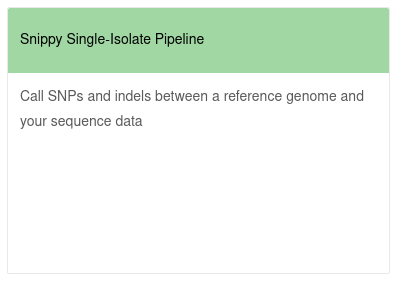 Snippy Single-Isolate Pipeline
Call SNPs and indels between a reference genome and
your sequence data